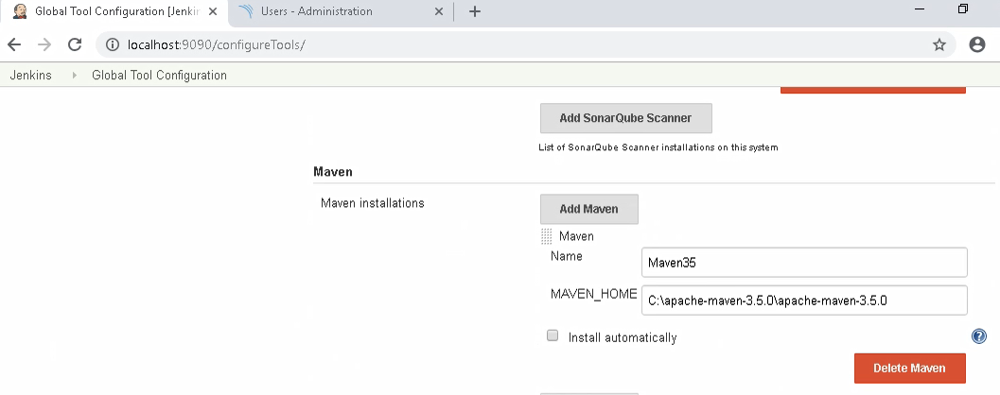 Global Tool Configuration [Jenkin
Users - Administration
localhost:9090/configureTools/
Jenkins
Global Tool Configuration
Add SonarQube Scanner
List of SonarQube Scanner installations on this system
Maven
Maven installations
Add Maven
Maven
Name
Maven35
MAVEN_HOME
C:\apache-maven-3.5.0\apache-maven-3.5.0
Install automatically
Delete Maven